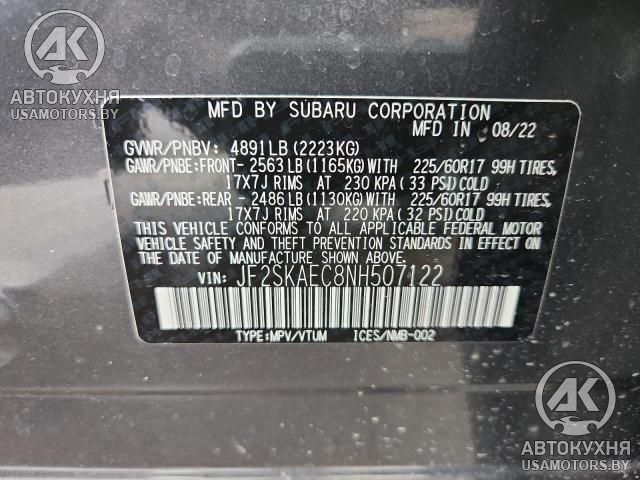 AK
АВТОКУХНЯ
USAMOTORS.BY
MFD BY SUBARU CORPORATION
MFD IN 08/22
GVWR/PNBV: 4891LB (2223KG)
GAWR/PNBE:FRONT- 2563LB(1165KG)WITH 225/60R17 99H TIRES,
17X7J RIMS AT 230 KPA( 33 PSI)COLD
GAWR/PNBE:REAR - 2486LB(1130KG)WITH 225/60R17 99H TIRES,
17X7J RIMS AT 220 KPA( 32 PSI)COLD
THIS VEHICLE CONFORMS TO ALL APPLICABLE FEDERAL MOTOR
VEHICLE SAFETY AND THEFT PREVENTION STANDARDS IN EFFECT
ON THE DATE OF MANUFACTURE SHOWN ABOVE.
VIN: JF2SKAEC8NH507122
TYPE:MPV/VTUM ICES/NMB-002
AK
АВТОКУХНЯ
USAMOTORS.BY